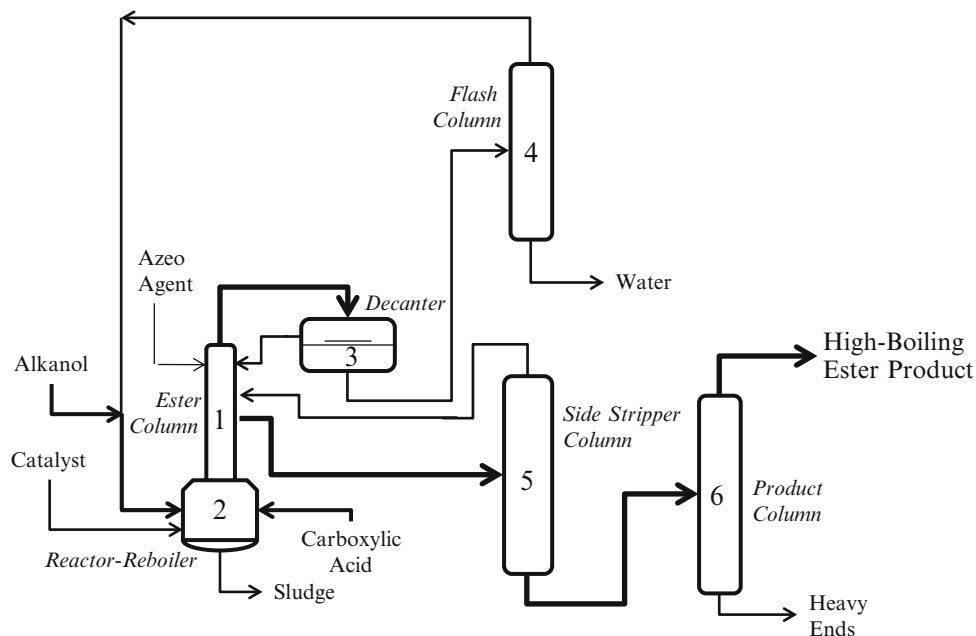 Flash
Column
4
Water
Azeo
Agent
Decanter
3
Alkanol
Ester
Column
1
High-Boiling
Ester Product
Side Stripper
Column
5
Catalyst
2
6
Product
Column
Reactor-Reboiler
Carboxylic
Acid
Sludge
Heavy
Ends